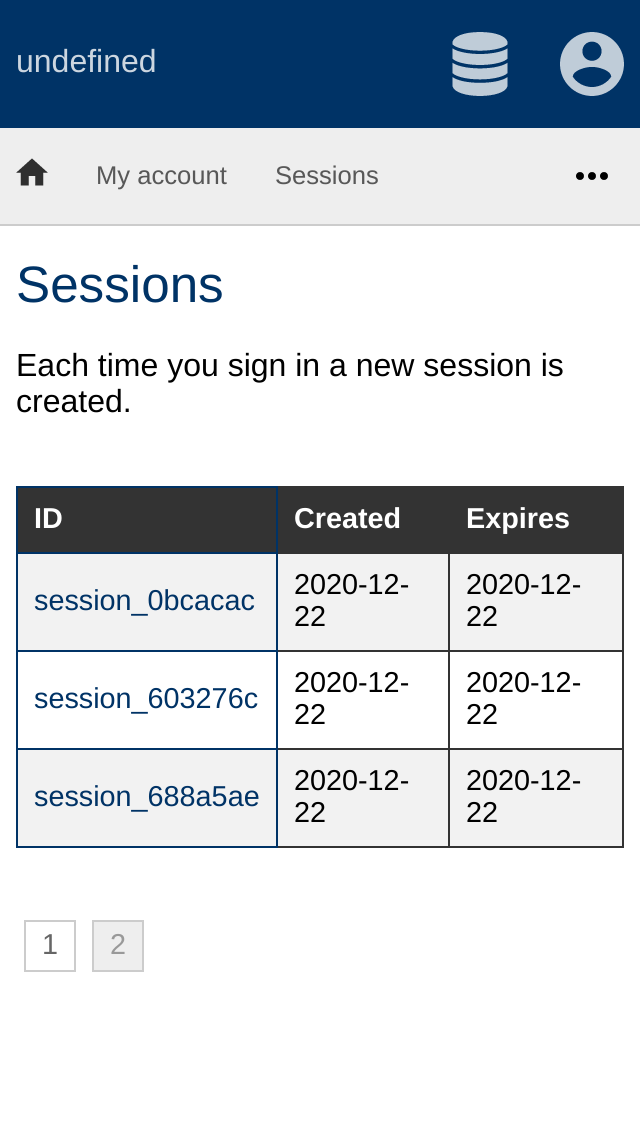 undefined
My account Sessions
Sessions
Each time you sign in a new session is
created.
ID Created Expires
session_0bcacac 2020-12-22 2020-12-22
session_603276c 2020-12-22 2020-12-22
session_688a5ae 2020-12-22 2020-12-22
1 2